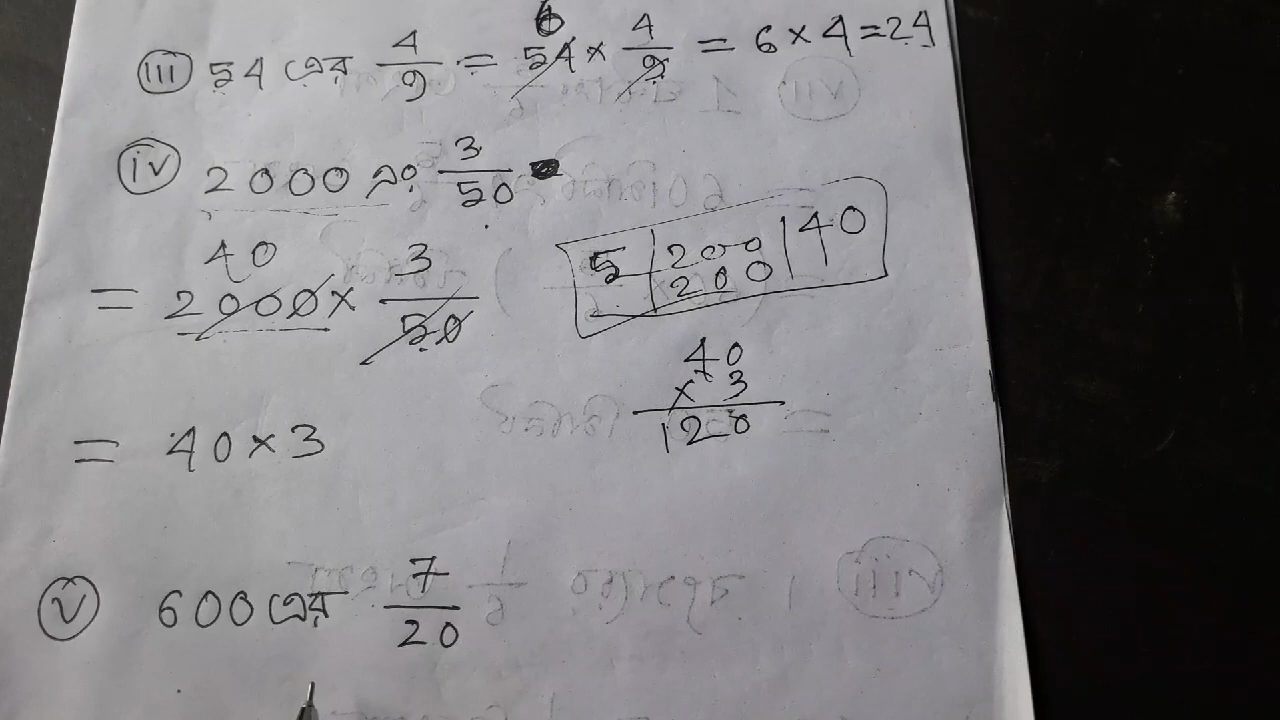 (iii) 54 এর 4/9 = 54 × 4/9 = 6 × 4 = 24
6
(iv) 2000 এর 3/50
40
= 2000 × 3/50
5 | 200 | 40
200
40
× 3
120
= 40 × 3
(v) 600 এর 7/20